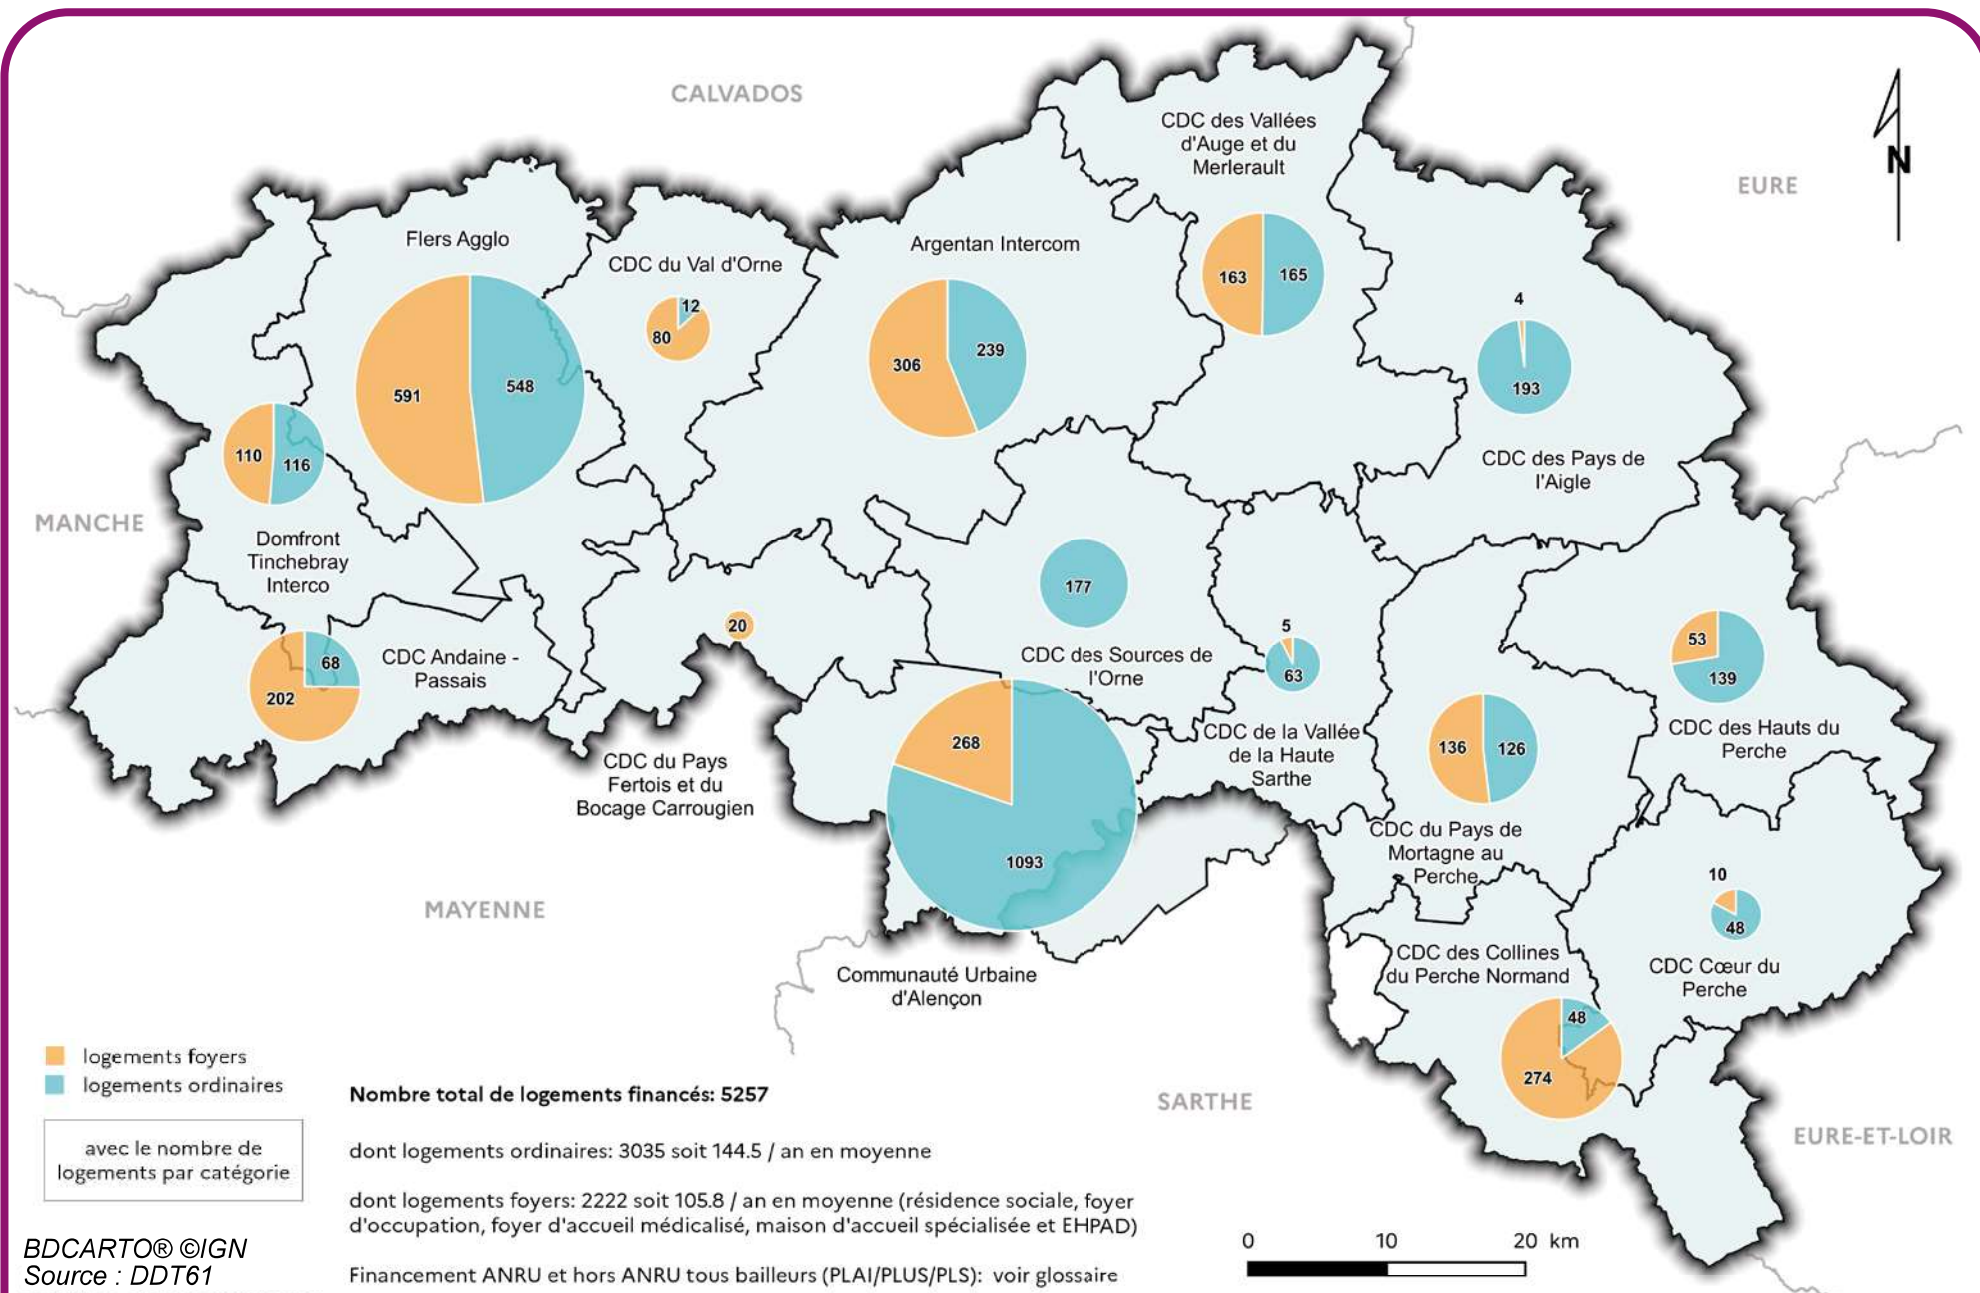 CALVADOS
CDC des Vallées
d'Auge et du
Merlerault
N
EURE
Flers Agglo
CDC du Val d'Orne
Argentan Intercom
163
165
4
193
12
80
306
239
591
548
110
116
CDC des Pays de
l'Aigle
MANCHE
Domfront
Tinchebray
Interco
177
CDC des Sources de
l'Orne
20
5
63
53
139
CDC Andaine -
Passais
68
202
CDC des Hauts du
Perche
CDC de la Vallée
de la Haute
Sarthe
268
1093
136
126
CDC du Pays
Fertois et du
Bocage Carrougien
CDC du Pays de
Mortagne au
Perche
10
48
MAYENNE
Communauté Urbaine
d'Alençon
CDC des Collines
du Perche Normand
CDC Cœur du
Perche
48
274
SARTHE
EURE-ET-LOIR
logements foyers
logements ordinaires
avec le nombre de
logements par catégorie
BDCARTO® ©IGN
Source : DDT61
Nombre total de logements financés: 5257
dont logements ordinaires: 3035 soit 144.5 / an en moyenne
dont logements foyers: 2222 soit 105.8 / an en moyenne (résidence sociale, foyer
d'occupation, foyer d'accueil médicalisé, maison d'accueil spécialisée et EHPAD)
Financement ANRU et hors ANRU tous bailleurs (PLAI/PLUS/PLS): voir glossaire
0 10 20 km